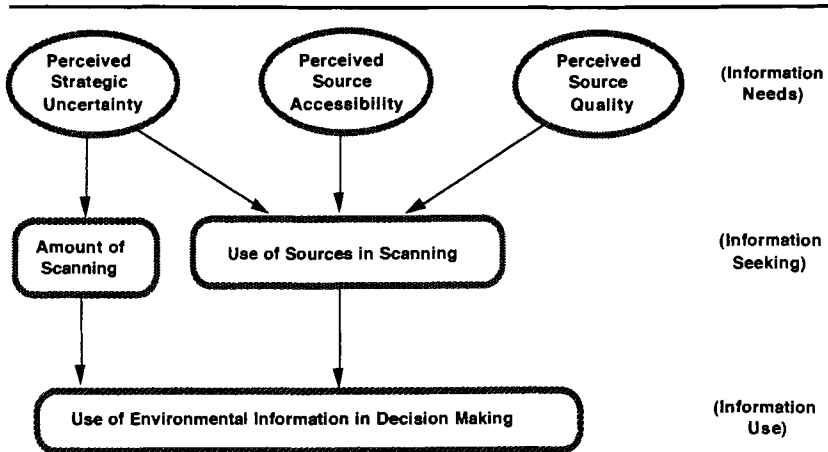 Perceived
Strategic
Uncertainty
Perceived
Source
Accessibility
Perceived
Source
Quality
(Information
Needs)
Amount of
Scanning
Use of Sources in Scanning
(Information
Seeking)
Use of Environmental Information in Decision Making
(Information
Use)